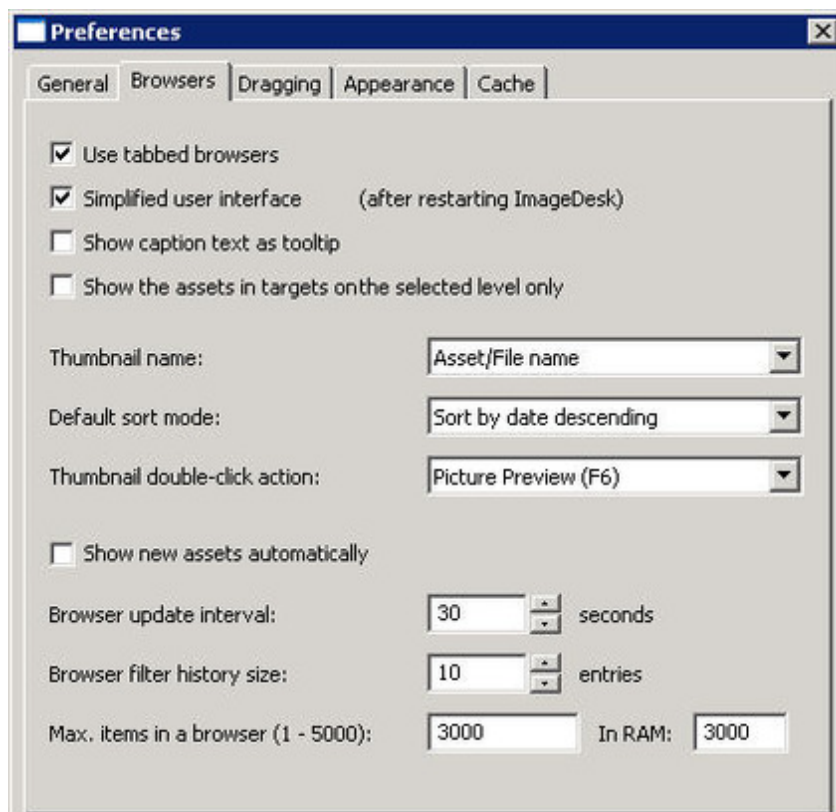 Preferences
General Browsers Dragging Appearance Cache
Use tabbed browsers
Simplified user interface (after restarting ImageDesk)
Show caption text as tooltip
Show the assets in targets on the selected level only
Thumbnail name: Asset/File name
Default sort mode: Sort by date descending
Thumbnail double-click action: Picture Preview (F6)
Show new assets automatically
Browser update interval: 30 seconds
Browser filter history size: 10 entries
Max. items in a browser (1 - 5000): 3000 In RAM: 3000